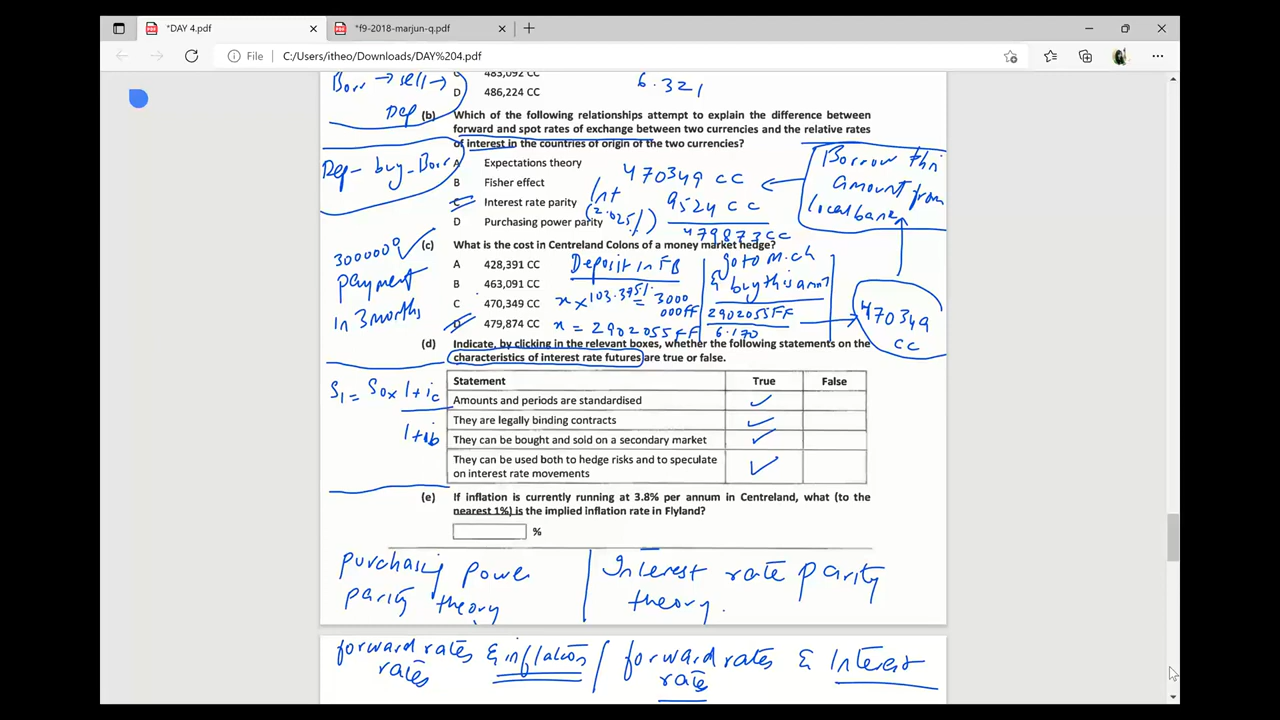 *DAY 4.pdf
*f9-2018-marjun-q.pdf
File C:/Users/itheo/Downloads/DAY%204.pdf
C 483,092 CC
D 486,224 CC
6.321
Borr → sell →
Dep
(b) Which of the following relationships attempt to explain the difference between
forward and spot rates of exchange between two currencies and the relative rates
of interest in the countries of origin of the two currencies?
Dep - buy - Borr
A Expectations theory
B Fisher effect
C Interest rate parity
D Purchasing power parity
470349 CC
Int 9524 CC
(2.025%)
479873 CC
Borrow this
amount from
local bank
3000000
payment
in 3 months
(c) What is the cost in Centreland Colons of a money market hedge?
A 428,391 CC
B 463,091 CC
C 470,349 CC
D 479,874 CC
Deposit in FB
x x 103.375% = 3000
000FF
x = 2902055FF
go to m.ch
& buy this amnt
2902055FF
6.170
470349
CC
(d) Indicate, by clicking in the relevant boxes, whether the following statements on the
characteristics of interest rate futures are true or false.
S1 = S0 x 1 + ic
1 + ib
Statement True False
Amounts and periods are standardised ✓
They are legally binding contracts ✓
They can be bought and sold on a secondary market ✓
They can be used both to hedge risks and to speculate
on interest rate movements ✓
(e) If inflation is currently running at 3.8% per annum in Centreland, what (to the
nearest 1%) is the implied inflation rate in Flyland?
%
purchasing power
parity theory
Interest rate parity
theory.
forward rates & inflation
rates
/ forward rates & Interest
rate